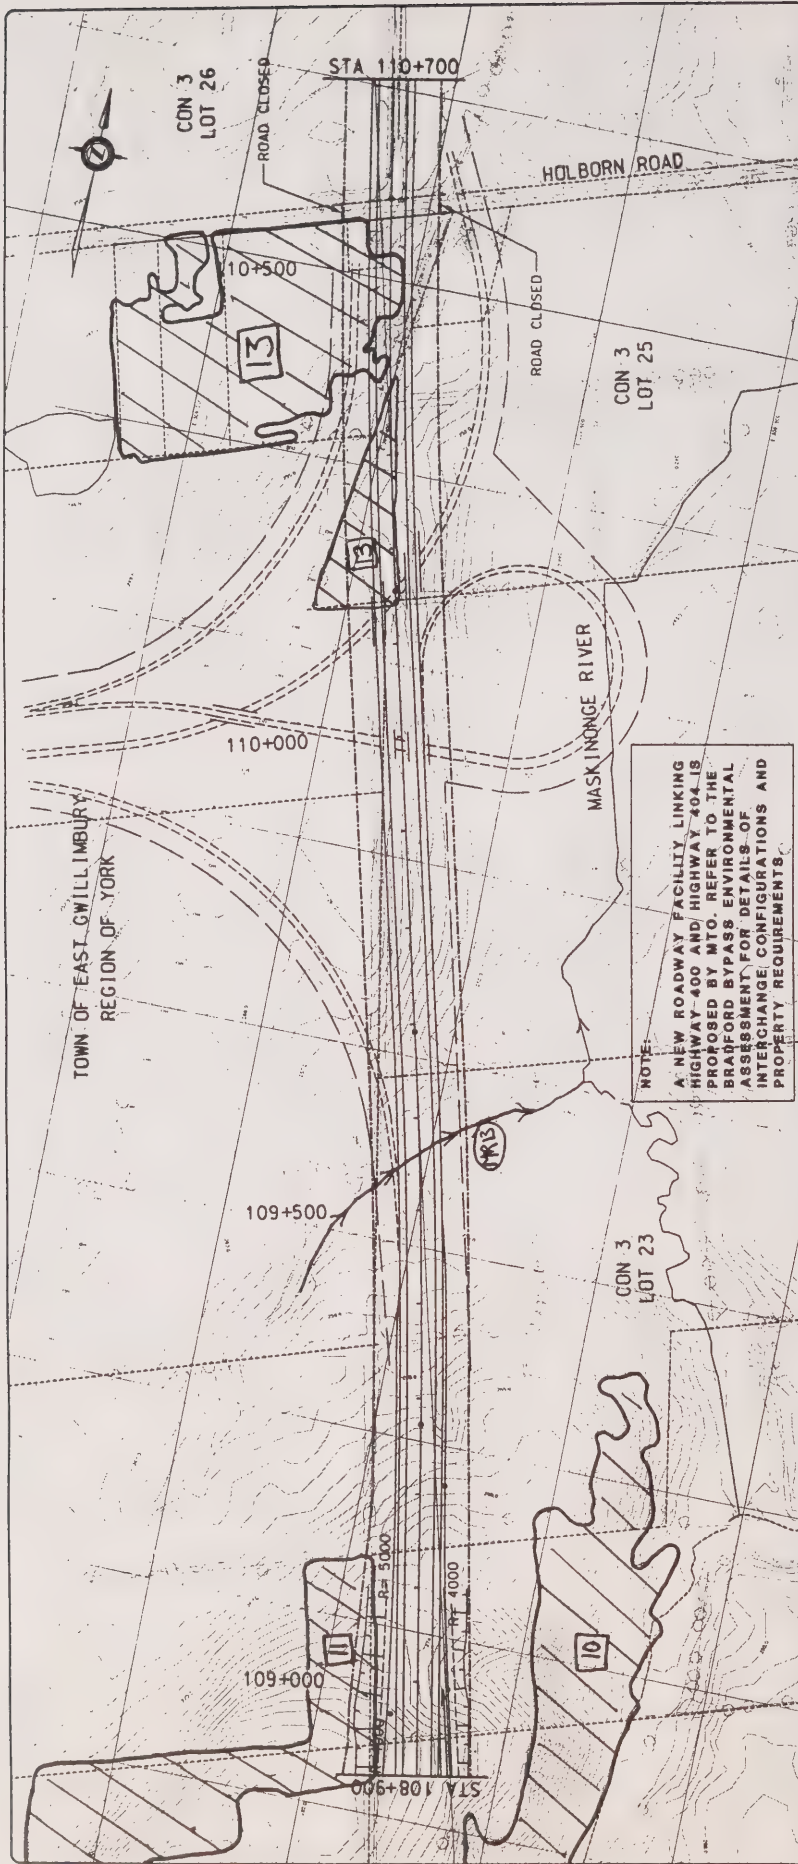 STA 110+700
CON 3
LOT 26
ROAD CLOSED
HOLBORN ROAD
10+500
13
ROAD CLOSED
CON 3
LOT 25
13
110+000
MASKINONGE RIVER
TOWN OF EAST GWILLIMBURY
REGION OF YORK
NOTE:
A NEW ROADWAY FACILITY LINKING
HIGHWAY 400 AND HIGHWAY 404 IS
PROPOSED BY MTO. REFER TO THE
BRADFORD BYPASS ENVIRONMENTAL
ASSESSMENT FOR DETAILS OF
INTERCHANGE CONFIGURATIONS AND
PROPERTY REQUIREMENTS.
MR13
109+500
CON 3
LOT 23
R= 5000
R= 4000
11
10
109+000
STA 108+900